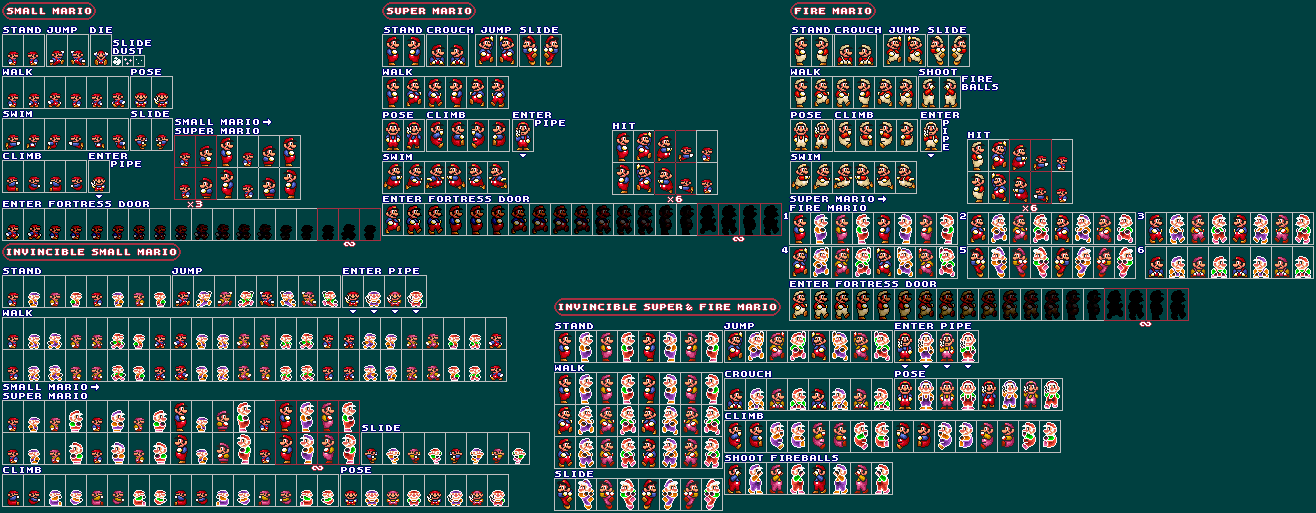 SMALL MARIO
STAND JUMP DIE
SLIDE
DUST
WALK POSE
SWIM SLIDE
SMALL MARIO→
SUPER MARIO
CLIMB ENTER
PIPE
×3
ENTER FORTRESS DOOR
∞
SUPER MARIO
STAND CROUCH JUMP SLIDE
WALK
POSE CLIMB ENTER
PIPE
HIT
SWIM
×6
ENTER FORTRESS DOOR
∞
FIRE MARIO
STAND CROUCH JUMP SLIDE
WALK SHOOT
FIRE
BALLS
POSE CLIMB ENTER
PIPE
HIT
SWIM
×6
SUPER MARIO→
FIRE MARIO
1 2 3
4 5 6
ENTER FORTRESS DOOR
∞
INVINCIBLE SMALL MARIO
STAND JUMP ENTER PIPE
WALK
SMALL MARIO→
SUPER MARIO
SLIDE
∞
CLIMB POSE
INVINCIBLE SUPER & FIRE MARIO
STAND JUMP ENTER PIPE
WALK CROUCH POSE
CLIMB
SHOOT FIREBALLS
SLIDE